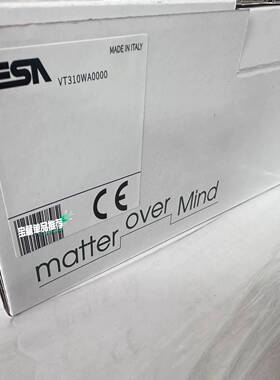 ESA
MADE IN ITALY
VT310WA0000
CE
matter over Mind